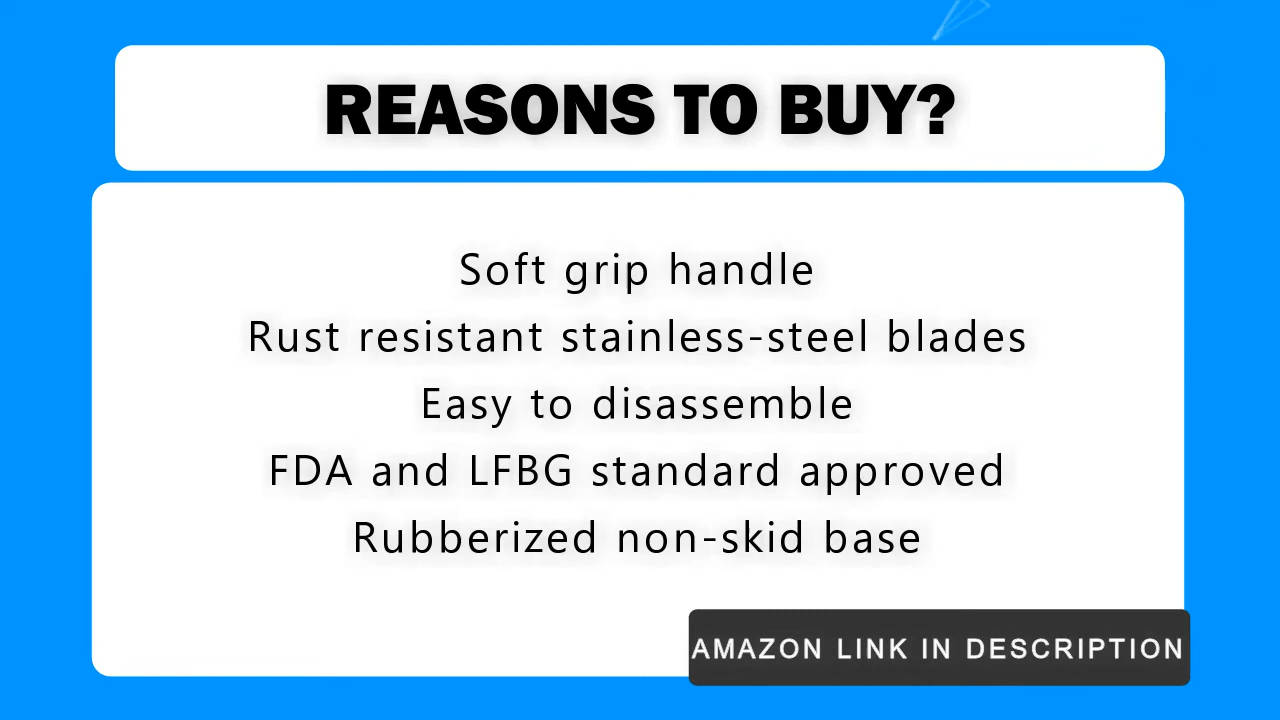 REASONS TO BUY?
Soft grip handle
Rust resistant stainless-steel blades
Easy to disassemble
FDA and LFBG standard approved
Rubberized non-skid base
AMAZON LINK IN DESCRIPTION